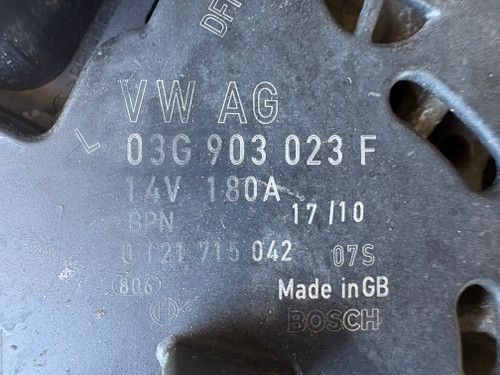 VW AG
L
03G 903 023 F
14V 180A
17/10
BPN
0 121 715 042 07S
806
Made in GB
BOSCH